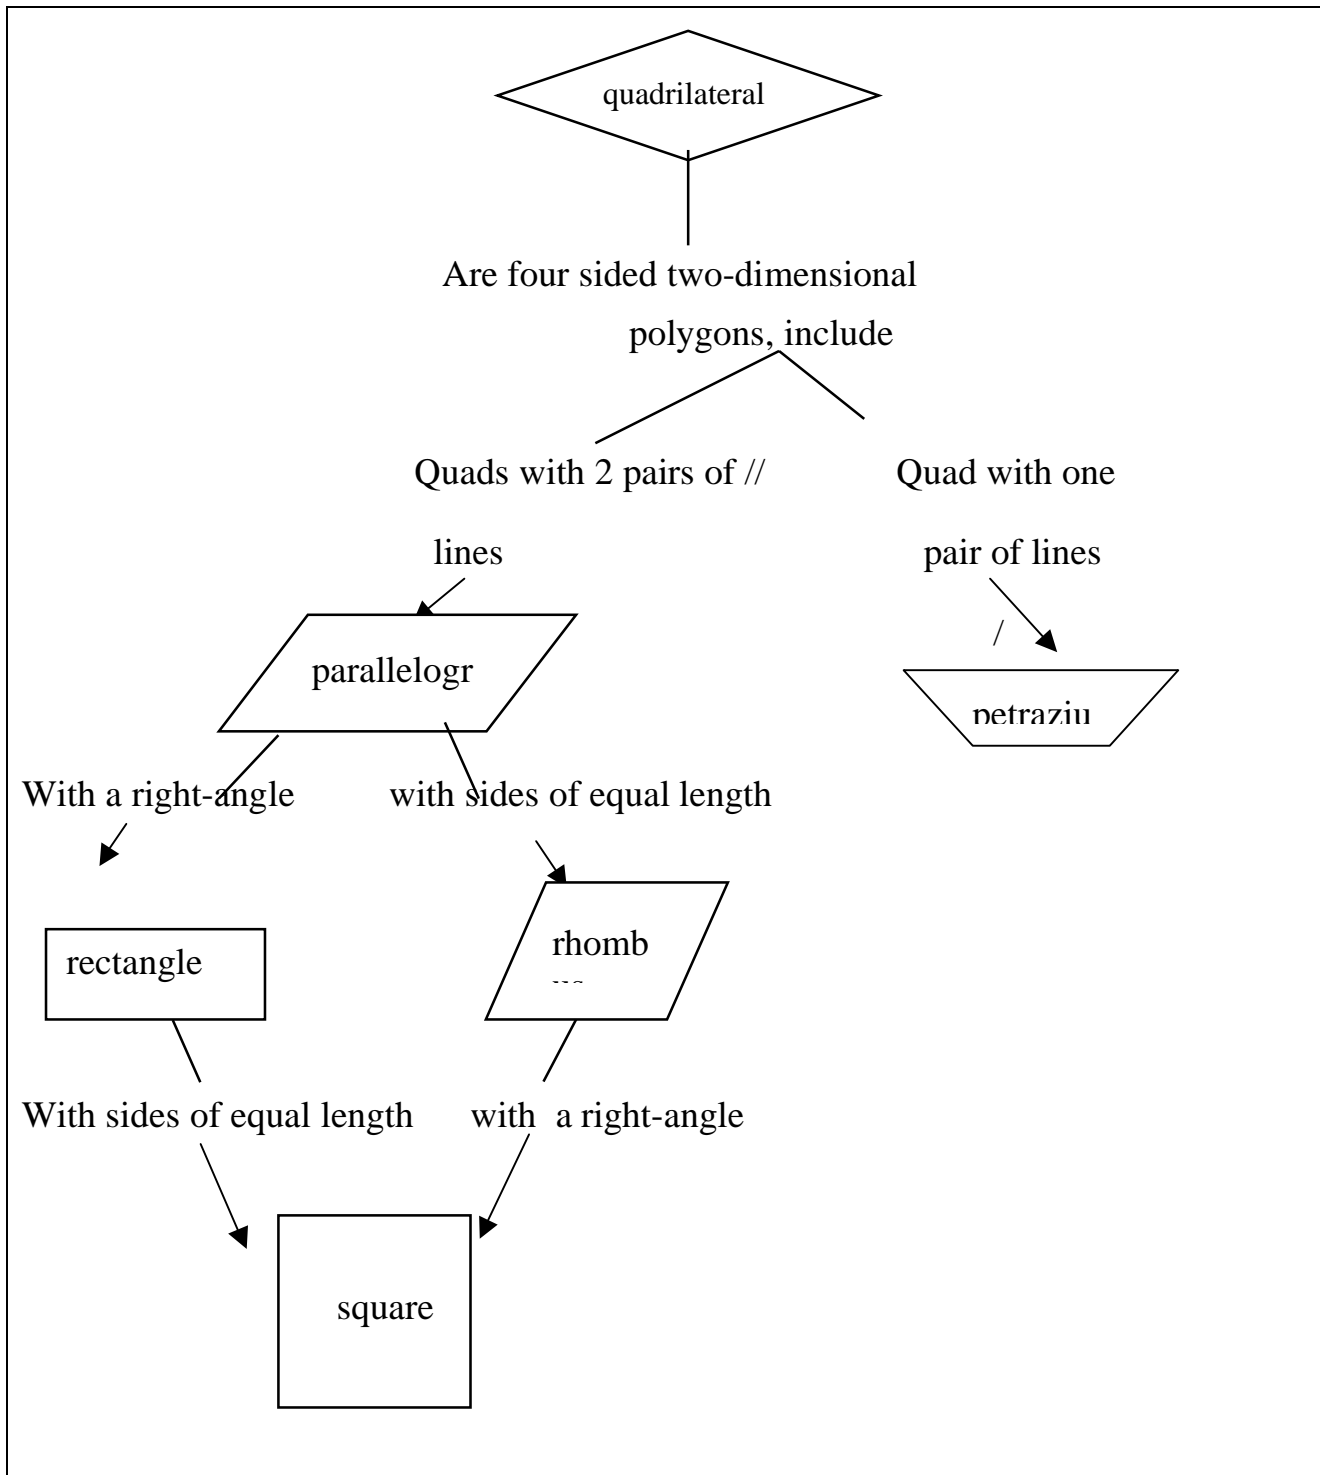 quadrilateral
Are four sided two-dimensional
polygons, include
Quads with 2 pairs of //
lines
Quad with one
pair of lines
/
parallelogr
petraziu
With a right-angle
with sides of equal length
rectangle
rhomb
us
With sides of equal length
with a right-angle
square